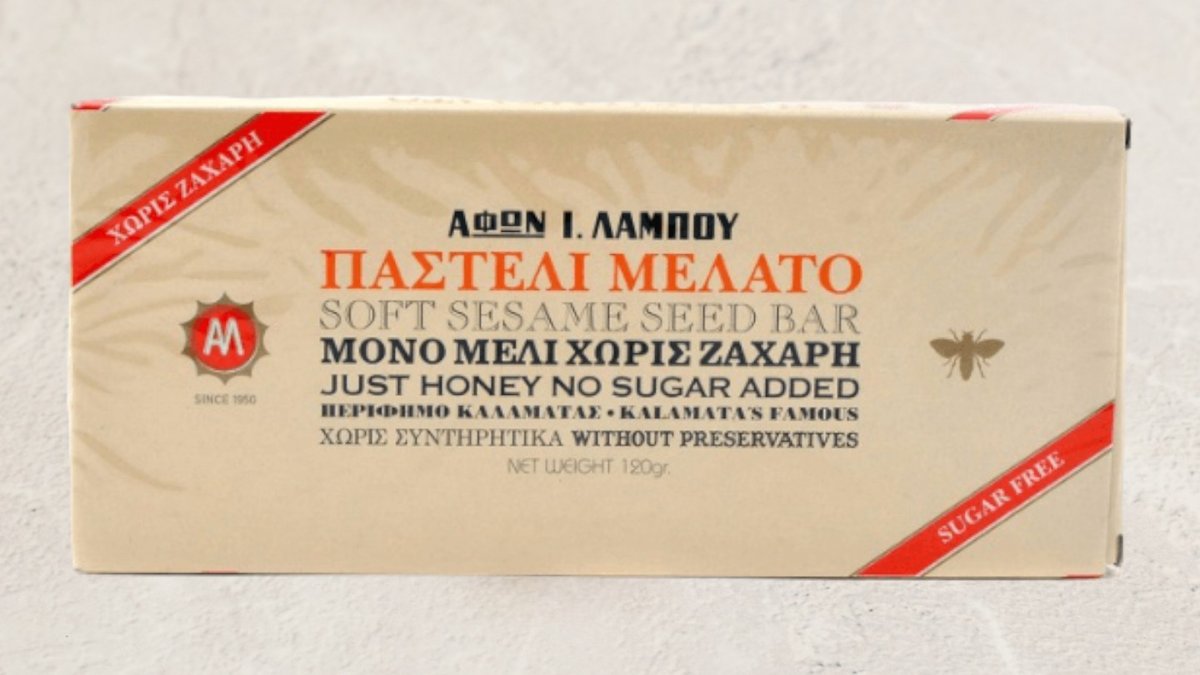 ΧΩΡΙΣ ΖΑΧΑΡΗ
ΑΦΩΝ Ι. ΛΑΜΠΟΥ
ΠΑΣΤΕΛΙ ΜΕΛΑΤΟ
SOFT SESAME SEED BAR
ΜΟΝΟ ΜΕΛΙ ΧΩΡΙΣ ΖΑΧΑΡΗ
JUST HONEY NO SUGAR ADDED
ΠΕΡΙΦΗΜΟ ΚΑΛΑΜΑΤΑΣ • KALAMATA'S FAMOUS
ΧΩΡΙΣ ΣΥΝΤΗΡΗΤΙΚΑ WITHOUT PRESERVATIVES
NET WEIGHT 120gr.
ΑΛ
SINCE 1950
SUGAR FREE